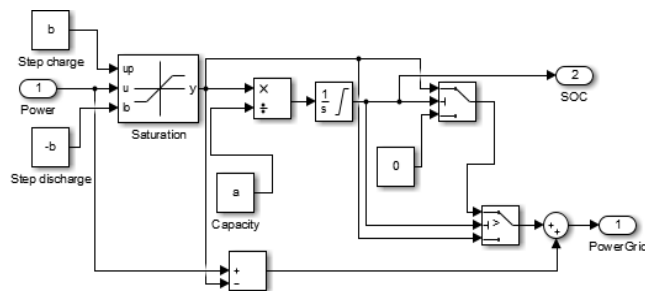 b
Step charge
1
Power
-b
Step discharge
up
u
lo
y
Saturation
×
÷
1
s
2
SOC
0
a
Capacity
>
+
+
1
PowerGrid
+
−